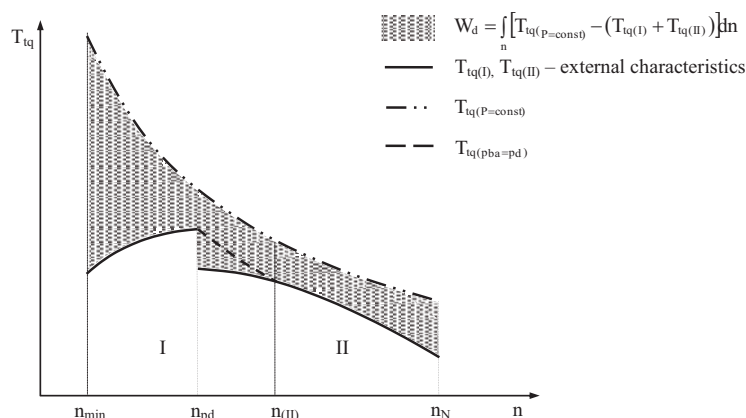 T_tq
W_d = ∫_n [T_tq(P=const) – (T_tq(I) + T_tq(II))]dn
T_tq(I), T_tq(II) – external characteristics
T_tq(P=const)
T_tq(pba=pd)
I II
n_min n_pd n_(II) n_N n